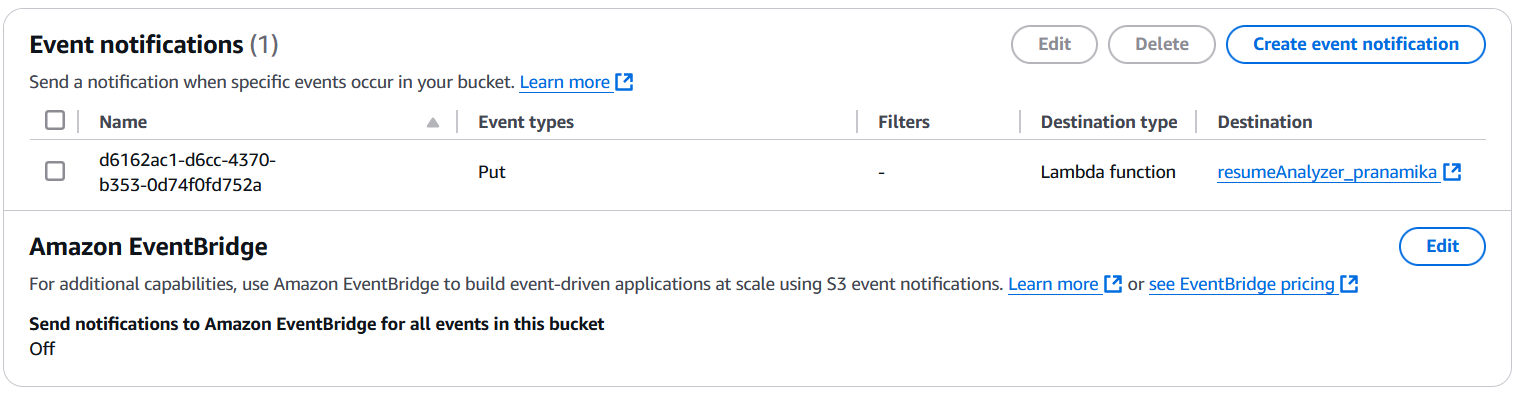 Event notifications (1)
Edit
Delete
Create event notification
Send a notification when specific events occur in your bucket. Learn more
Name
Event types
Filters
Destination type
Destination
d6162ac1-d6cc-4370-
b353-0d74f0fd752a
Put
-
Lambda function
resumeAnalyzer_pranamika
Amazon EventBridge
Edit
For additional capabilities, use Amazon EventBridge to build event-driven applications at scale using S3 event notifications. Learn more or see EventBridge pricing
Send notifications to Amazon EventBridge for all events in this bucket
Off